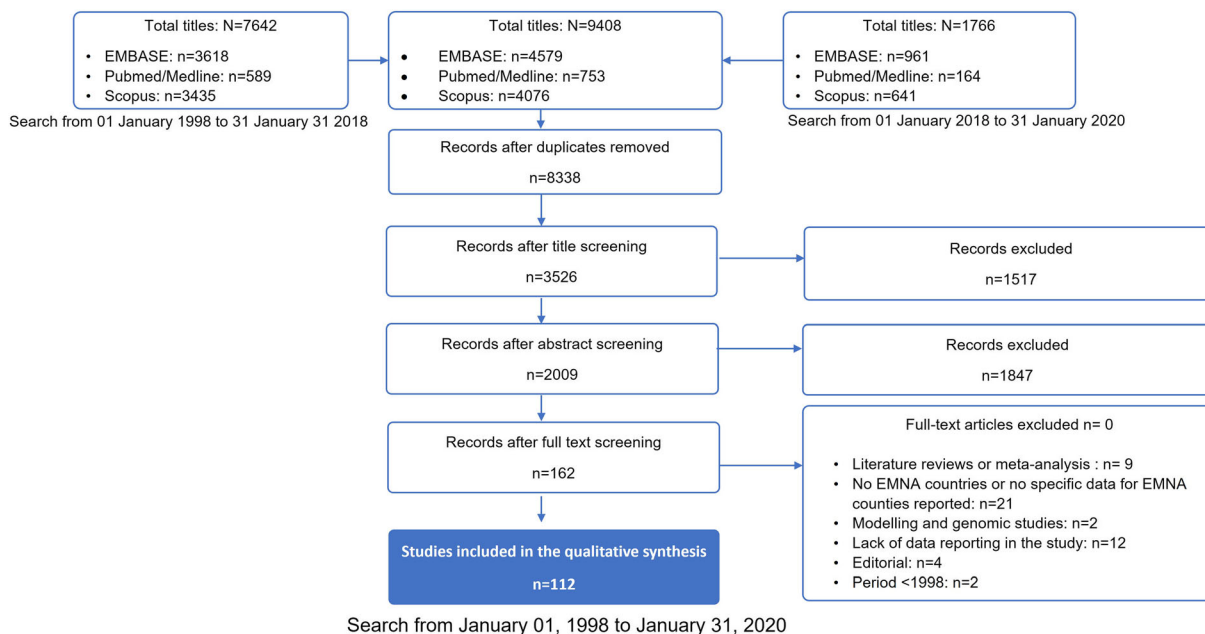 Total titles: N=7642
• EMBASE: n=3618
• Pubmed/Medline: n=589
• Scopus: n=3435
Search from 01 January 1998 to 31 January 31 2018
Total titles: N=9408
• EMBASE: n=4579
• Pubmed/Medline: n=753
• Scopus: n=4076
Total titles: N=1766
• EMBASE: n=961
• Pubmed/Medline: n=164
• Scopus: n=641
Search from 01 January 2018 to 31 January 2020
Records after duplicates removed
n=8338
Records after title screening
n=3526
Records excluded
n=1517
Records after abstract screening
n=2009
Records excluded
n=1847
Records after full text screening
n=162
Full-text articles excluded n= 0
• Literature reviews or meta-analysis : n= 9
• No EMNA countries or no specific data for EMNA
counties reported: n=21
• Modelling and genomic studies: n=2
• Lack of data reporting in the study: n=12
• Editorial: n=4
• Period <1998: n=2
Studies included in the qualitative synthesis
n=112
Search from January 01, 1998 to January 31, 2020